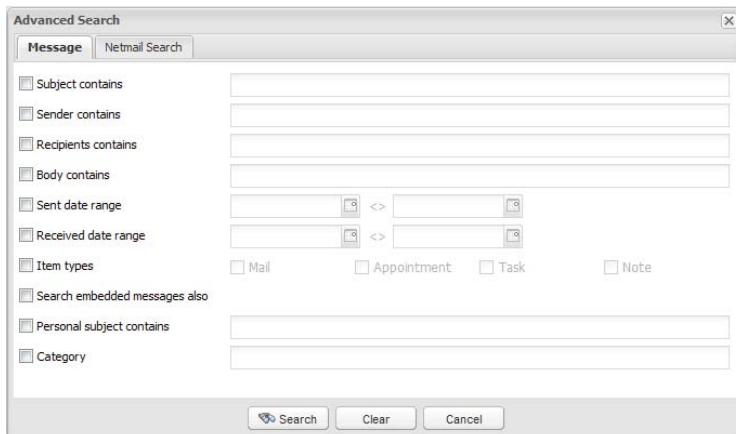 Advanced Search
Message Netmail Search
Subject contains
Sender contains
Recipients contains
Body contains
Sent date range <>
Received date range <>
Item types Mail Appointment Task Note
Search embedded messages also
Personal subject contains
Category
Search Clear Cancel